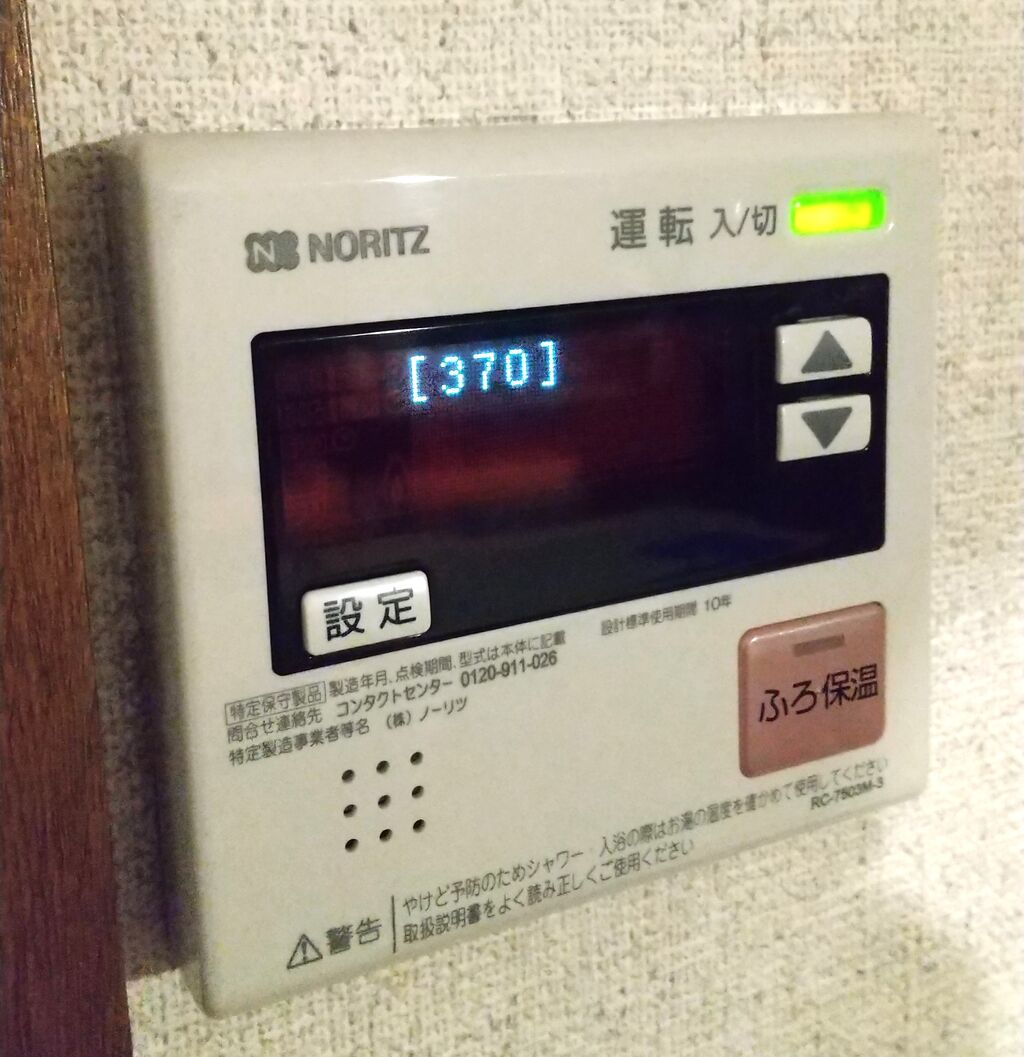 NORITZ
運転 入/切
[370]
設定
設計標準使用期間 10年
特定保守製品 製造年月、点検期間、型式は本体に記載
問合せ連絡先 コンタクトセンター 0120-911-026
特定製造事業者等名 (株) ノーリツ
ふろ保温
RC-7503M-3
警告
やけど予防のためシャワー 入浴の際はお湯の温度を確かめて使用してください
取扱説明書をよく読み正しくご使用ください